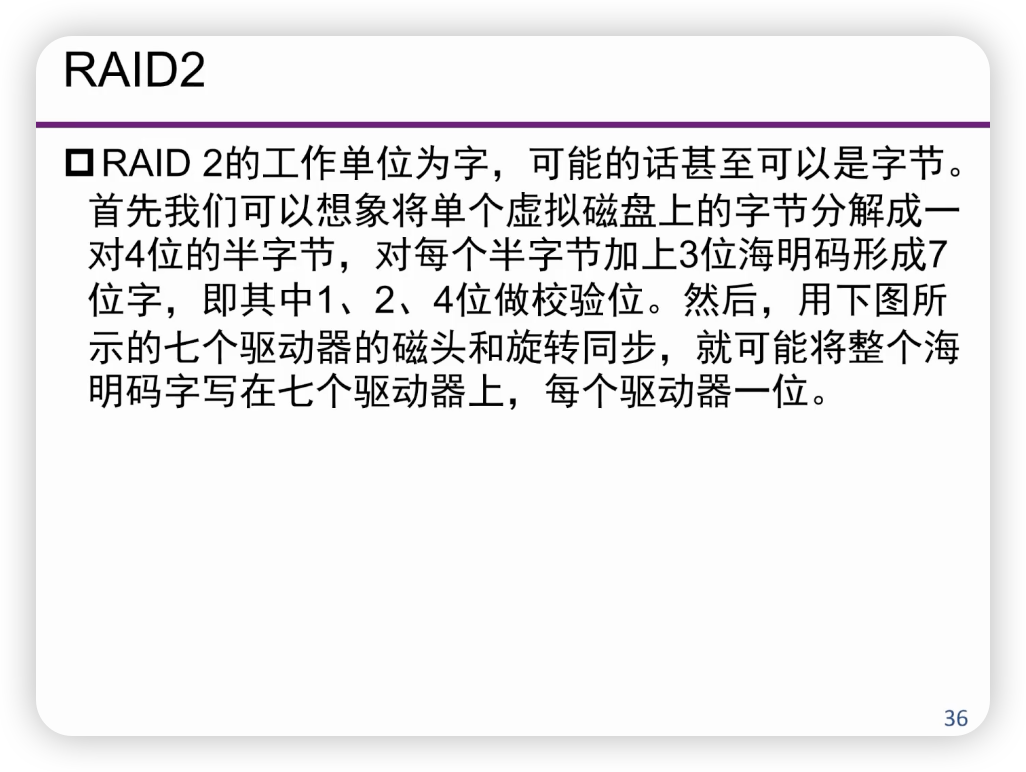 RAID2
RAID 2的工作单位为字，可能的话甚至可以是字节。
首先我们可以想象将单个虚拟磁盘上的字节分解成一
对4位的半字节，对每个半字节加上3位海明码形成7
位字，即其中1、2、4位做校验位。然后，用下图所
示的七个驱动器的磁头和旋转同步，就可能将整个海
明码字写在七个驱动器上，每个驱动器一位。
36